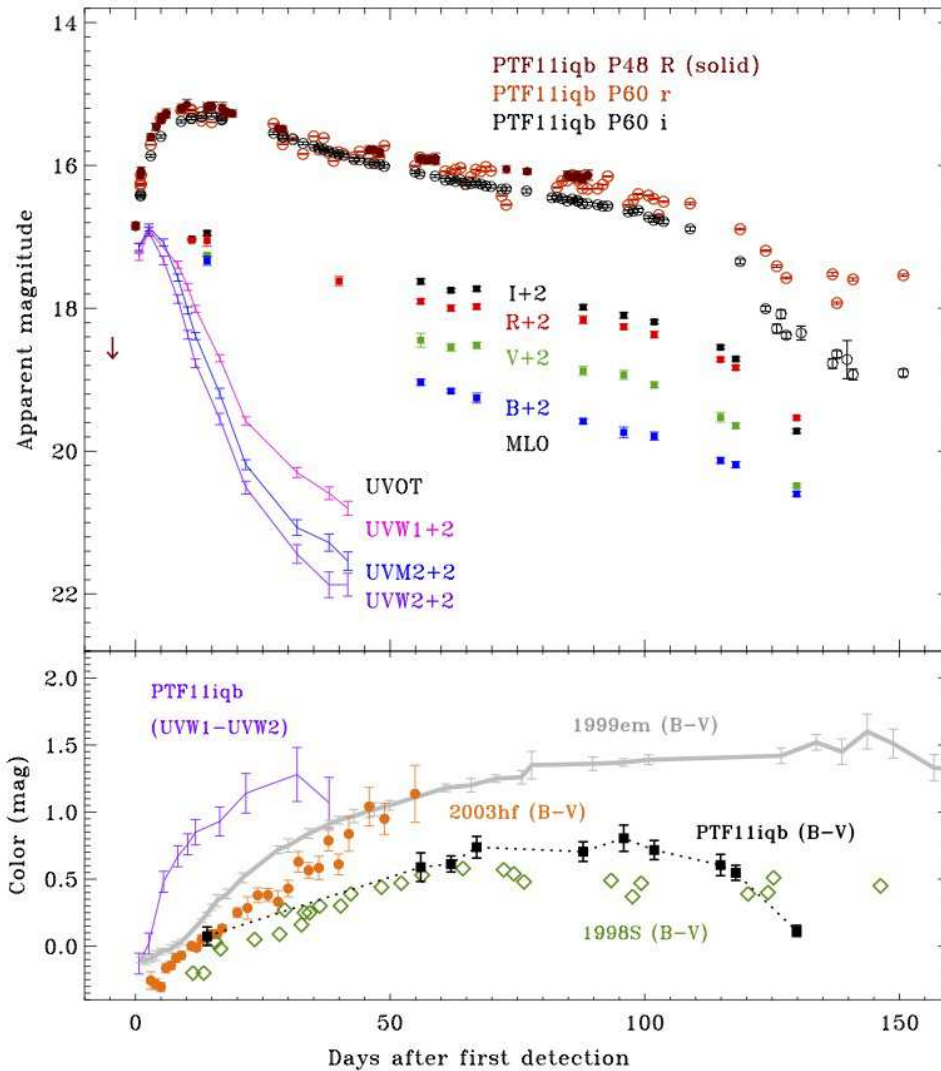 14
PTF11iqb P48 R (solid)
PTF11iqb P60 r
PTF11iqb P60 i
16
Apparent magnitude
18
I+2
R+2
V+2
B+2
MLO
20
UVOT
UVW1+2
UVM2+2
UVW2+2
22
2.0
PTF11iqb
(UVW1-UVW2)
1999em (B-V)
1.5
Color (mag)
1.0
2003hf (B-V)
PTF11iqb (B-V)
0.5
1998S (B-V)
0.0
0
50
100
150
Days after first detection